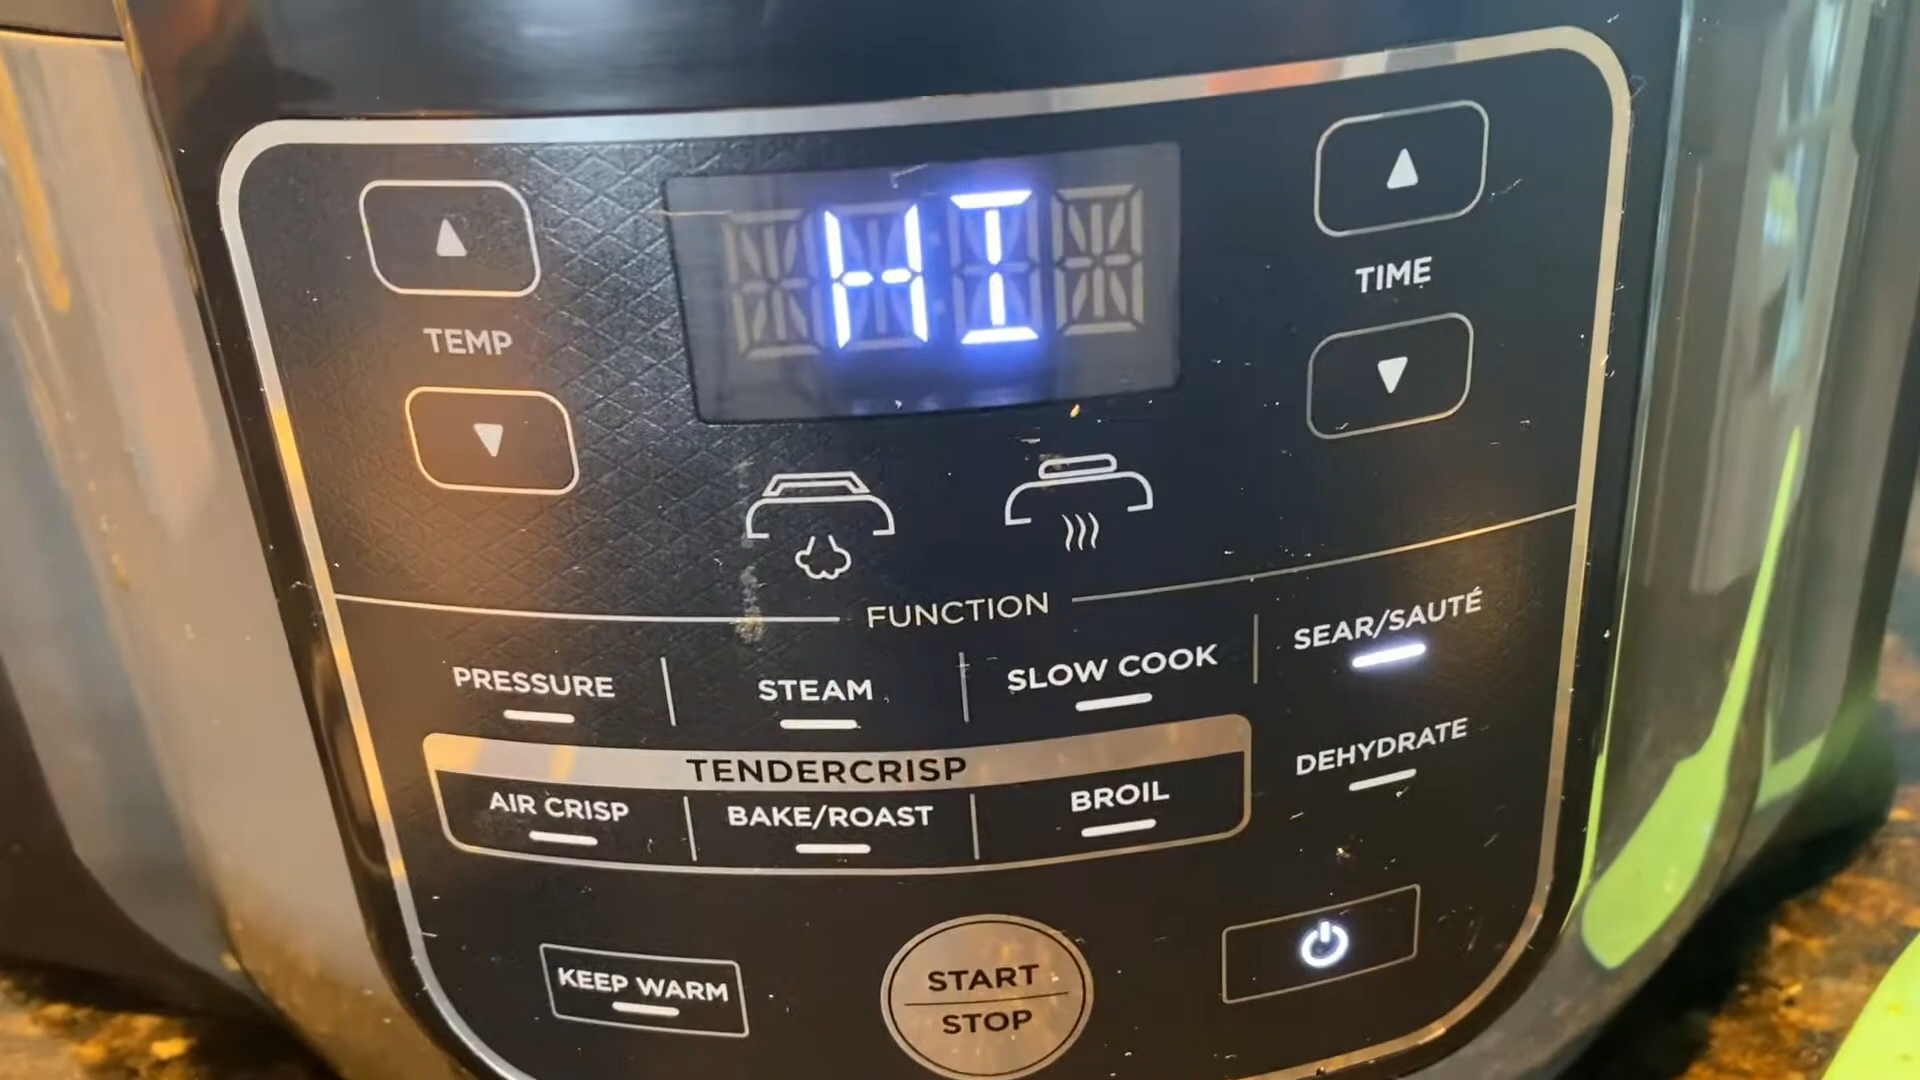 HI
TEMP
TIME
FUNCTION
PRESSURE
STEAM
SLOW COOK
SEAR/SAUTÉ
TENDERCRISP
AIR CRISP
BAKE/ROAST
BROIL
DEHYDRATE
KEEP WARM
START
STOP